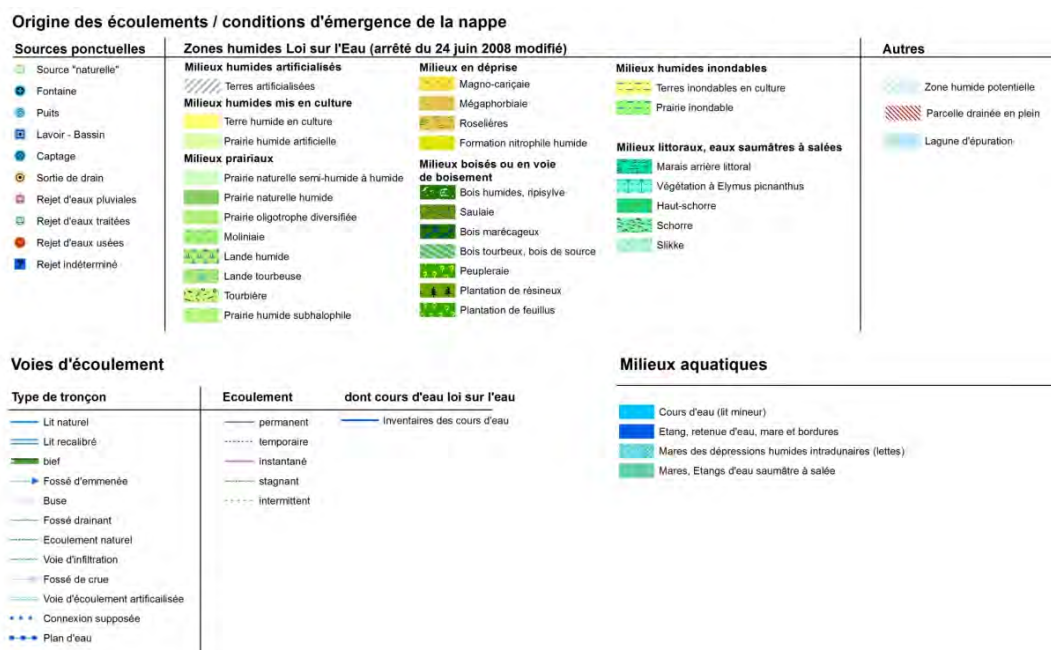 Origine des écoulements / conditions d'émergence de la nappe
Sources ponctuelles
Source "naturelle"
Fontaine
Puits
Lavoir - Bassin
Captage
Sortie de drain
Rejet d'eaux pluviales
Rejet d'eaux traitées
Rejet d'eaux usées
Rejet indéterminé
Zones humides Loi sur l'Eau (arrêté du 24 juin 2008 modifié)
Milieux humides artificialisés
Terres artificialisées
Milieux humides mis en culture
Terre humide en culture
Prairie humide artificielle
Milieux prairiaux
Prairie naturelle semi-humide à humide
Prairie naturelle humide
Prairie oligotrophe diversifiée
Moliniaie
Lande humide
Lande tourbeuse
Tourbière
Prairie humide subhalophile
Milieux en déprise
Magno-cariçaie
Mégaphorbiaie
Roselières
Formation nitrophile humide
Milieux boisés ou en voie
de boisement
Bois humides, ripisylve
Saulaie
Bois marécageux
Bois tourbeux, bois de source
Peupleraie
Plantation de résineux
Plantation de feuillus
Milieux humides inondables
Terres inondables en culture
Prairie inondable
Milieux littoraux, eaux saumâtres à salées
Marais arrière littoral
Végétation à Elymus picnanthus
Haut-schorre
Schorre
Slikke
Autres
Zone humide potentielle
Parcelle drainée en plein
Lagune d'épuration
Voies d'écoulement
Type de tronçon
Lit naturel
Lit recalibré
bief
Fossé d'emmenée
Buse
Fossé drainant
Ecoulement naturel
Voie d'infiltration
Fossé de crue
Voie d'écoulement artificailisée
Connexion supposée
Plan d'eau
Ecoulement
permanent
temporaire
instantané
stagnant
intermittent
dont cours d'eau loi sur l'eau
Inventaires des cours d'eau
Milieux aquatiques
Cours d'eau (lit mineur)
Etang, retenue d'eau, mare et bordures
Mares des dépressions humides intradunaires (lettes)
Mares, Etangs d'eau saumâtre à salée